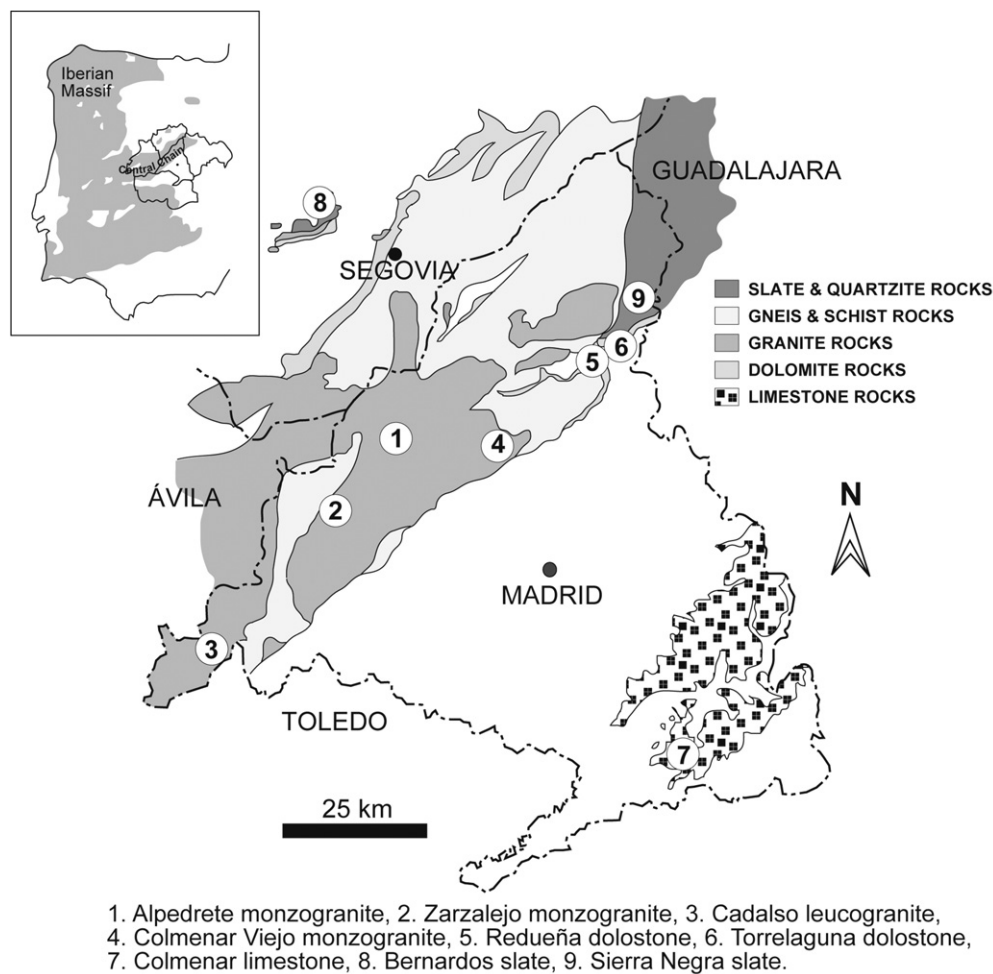 Iberian
Massif
Central Chain
8
GUADALAJARA
SEGOVIA
9
6
5
SLATE & QUARTZITE ROCKS
GNEIS & SCHIST ROCKS
GRANITE ROCKS
DOLOMITE ROCKS
LIMESTONE ROCKS
1
4
ÁVILA
2
N
MADRID
3
TOLEDO
7
25 km
1. Alpedrete monzogranite, 2. Zarzalejo monzogranite, 3. Cadalso leucogranite,
4. Colmenar Viejo monzogranite, 5. Redueña dolostone, 6. Torrelaguna dolostone,
7. Colmenar limestone, 8. Bernardos slate, 9. Sierra Negra slate.